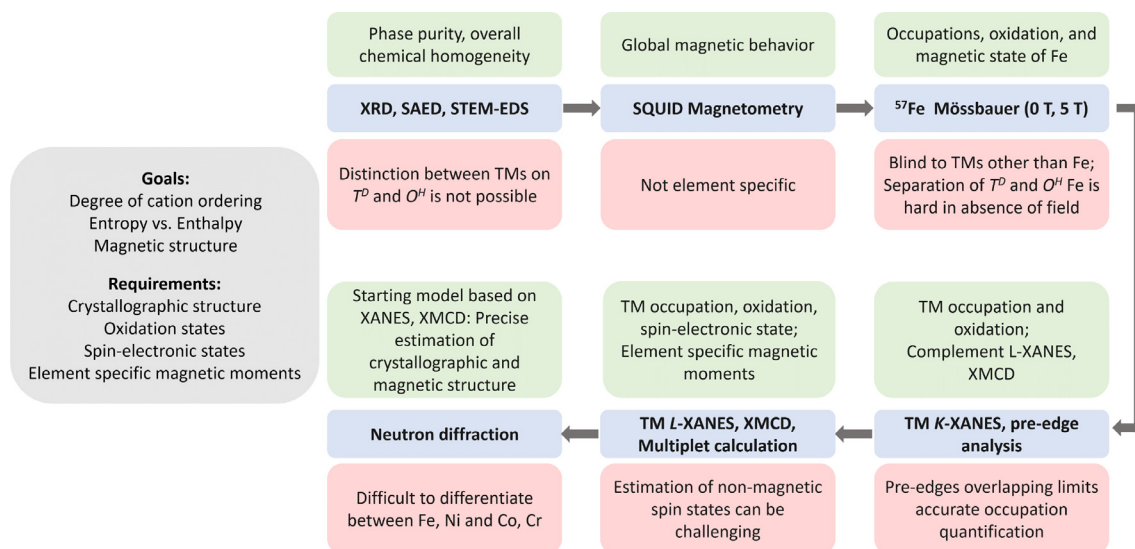 Goals:
Degree of cation ordering
Entropy vs. Enthalpy
Magnetic structure
Requirements:
Crystallographic structure
Oxidation states
Spin-electronic states
Element specific magnetic moments
Phase purity, overall
chemical homogeneity
XRD, SAED, STEM-EDS
Distinction between TMs on
Tᴰ and Oᴴ is not possible
Global magnetic behavior
SQUID Magnetometry
Not element specific
Occupations, oxidation, and
magnetic state of Fe
⁵⁷Fe Mössbauer (0 T, 5 T)
Blind to TMs other than Fe;
Separation of Tᴰ and Oᴴ Fe is
hard in absence of field
TM occupation and
oxidation;
Complement L-XANES,
XMCD
TM K-XANES, pre-edge
analysis
Pre-edges overlapping limits
accurate occupation
quantification
TM occupation, oxidation,
spin-electronic state;
Element specific magnetic
moments
TM L-XANES, XMCD,
Multiplet calculation
Estimation of non-magnetic
spin states can be
challenging
Starting model based on
XANES, XMCD: Precise
estimation of
crystallographic and
magnetic structure
Neutron diffraction
Difficult to differentiate
between Fe, Ni and Co, Cr